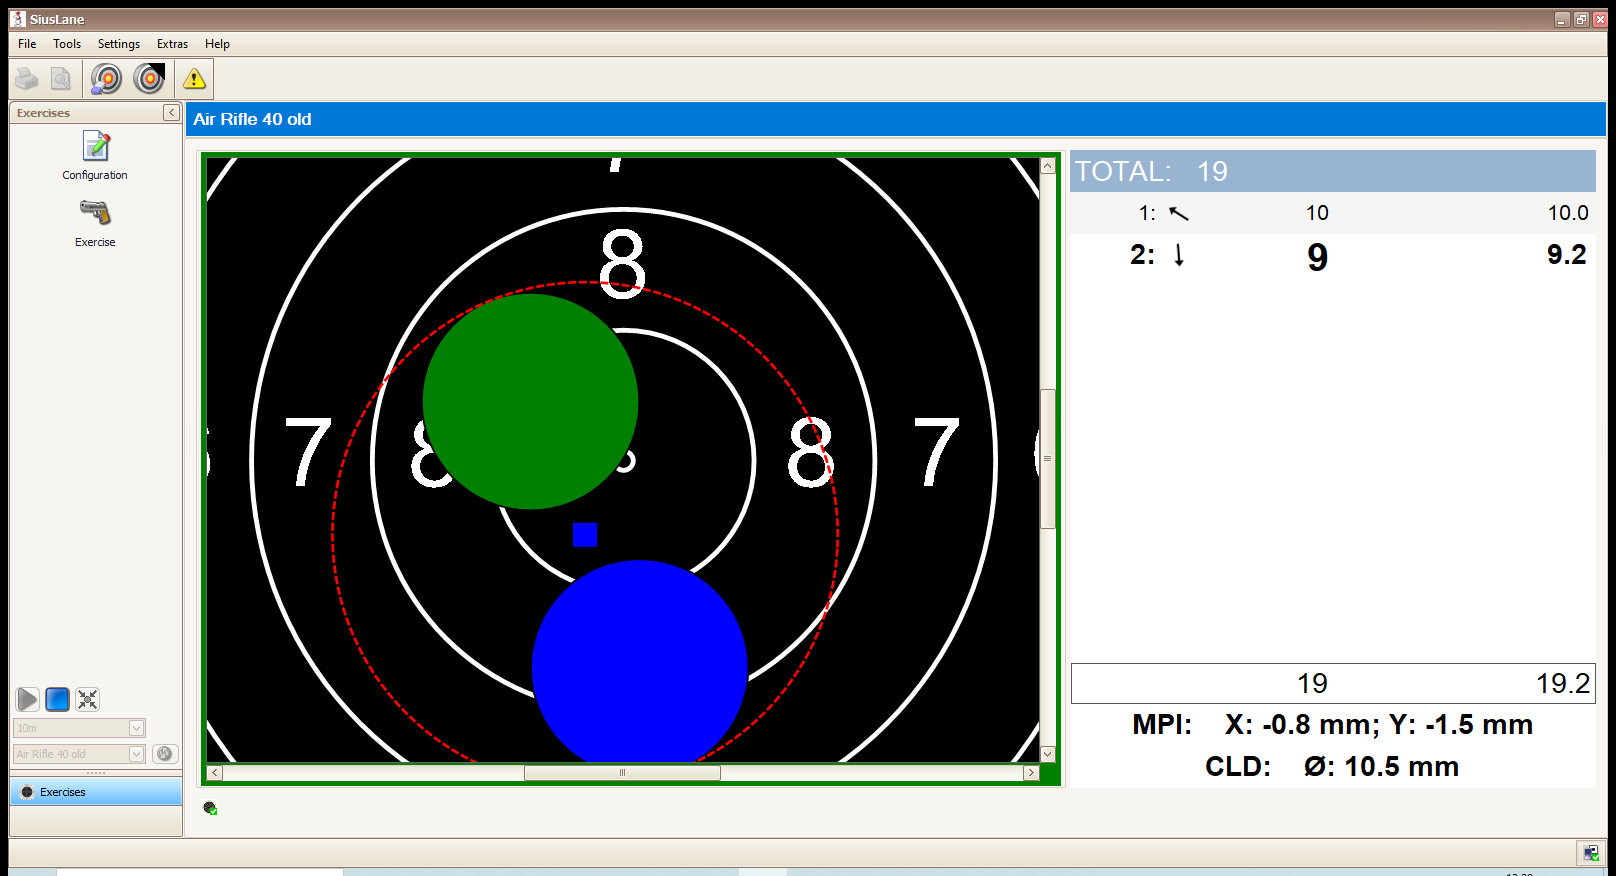 SiusLane
File Tools Settings Extras Help
Exercises
Configuration
Exercise
10m
Air Rifle 40 old
Exercises
Air Rifle 40 old
7
8
7 8 8 7
TOTAL: 19
1: 10 10.0
2: 9 9.2
19 19.2
MPI: X: -0.8 mm; Y: -1.5 mm
CLD: Ø: 10.5 mm